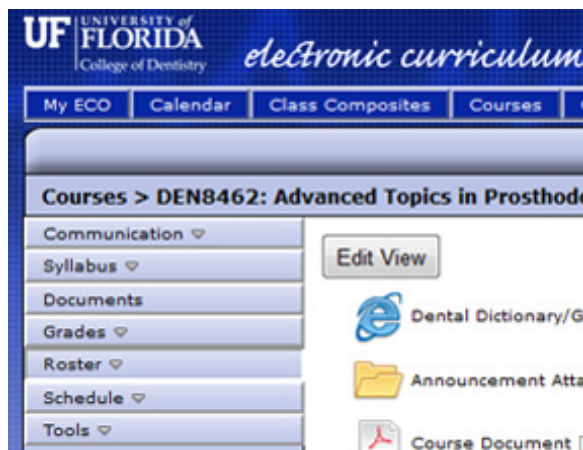 UF UNIVERSITY of
FLORIDA
College of Dentistry
electronic curriculum
My ECO Calendar Class Composites Courses
Courses > DEN8462: Advanced Topics in Prosthod
Communication
Syllabus
Documents
Grades
Roster
Schedule
Tools
Edit View
Dental Dictionary/G
Announcement Atta
Course Document